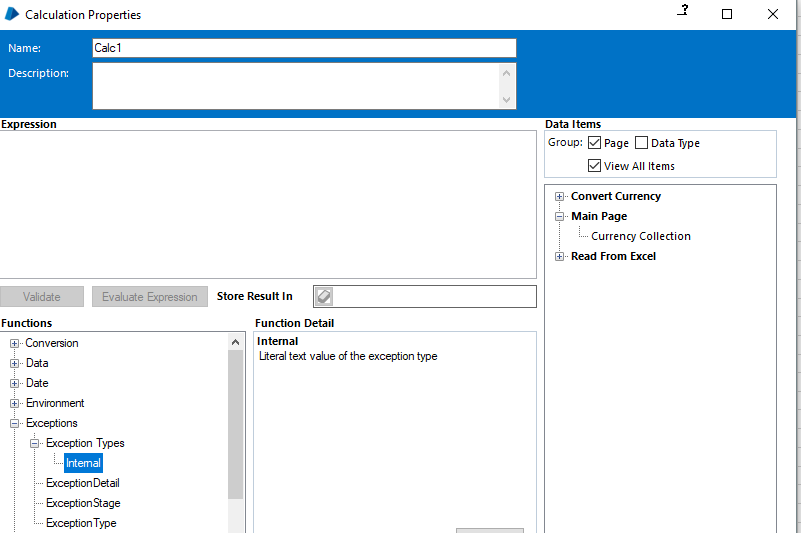 Calculation Properties
Name:
Calc1
Description:
Expression
Data Items
Group:
Page
Data Type
View All Items
Convert Currency
Main Page
Currency Collection
Read From Excel
Validate
Evaluate Expression
Store Result In
Functions
Conversion
Data
Date
Environment
Exceptions
Exception Types
Internal
ExceptionDetail
ExceptionStage
ExceptionType
Function Detail
Internal
Literal text value of the exception type